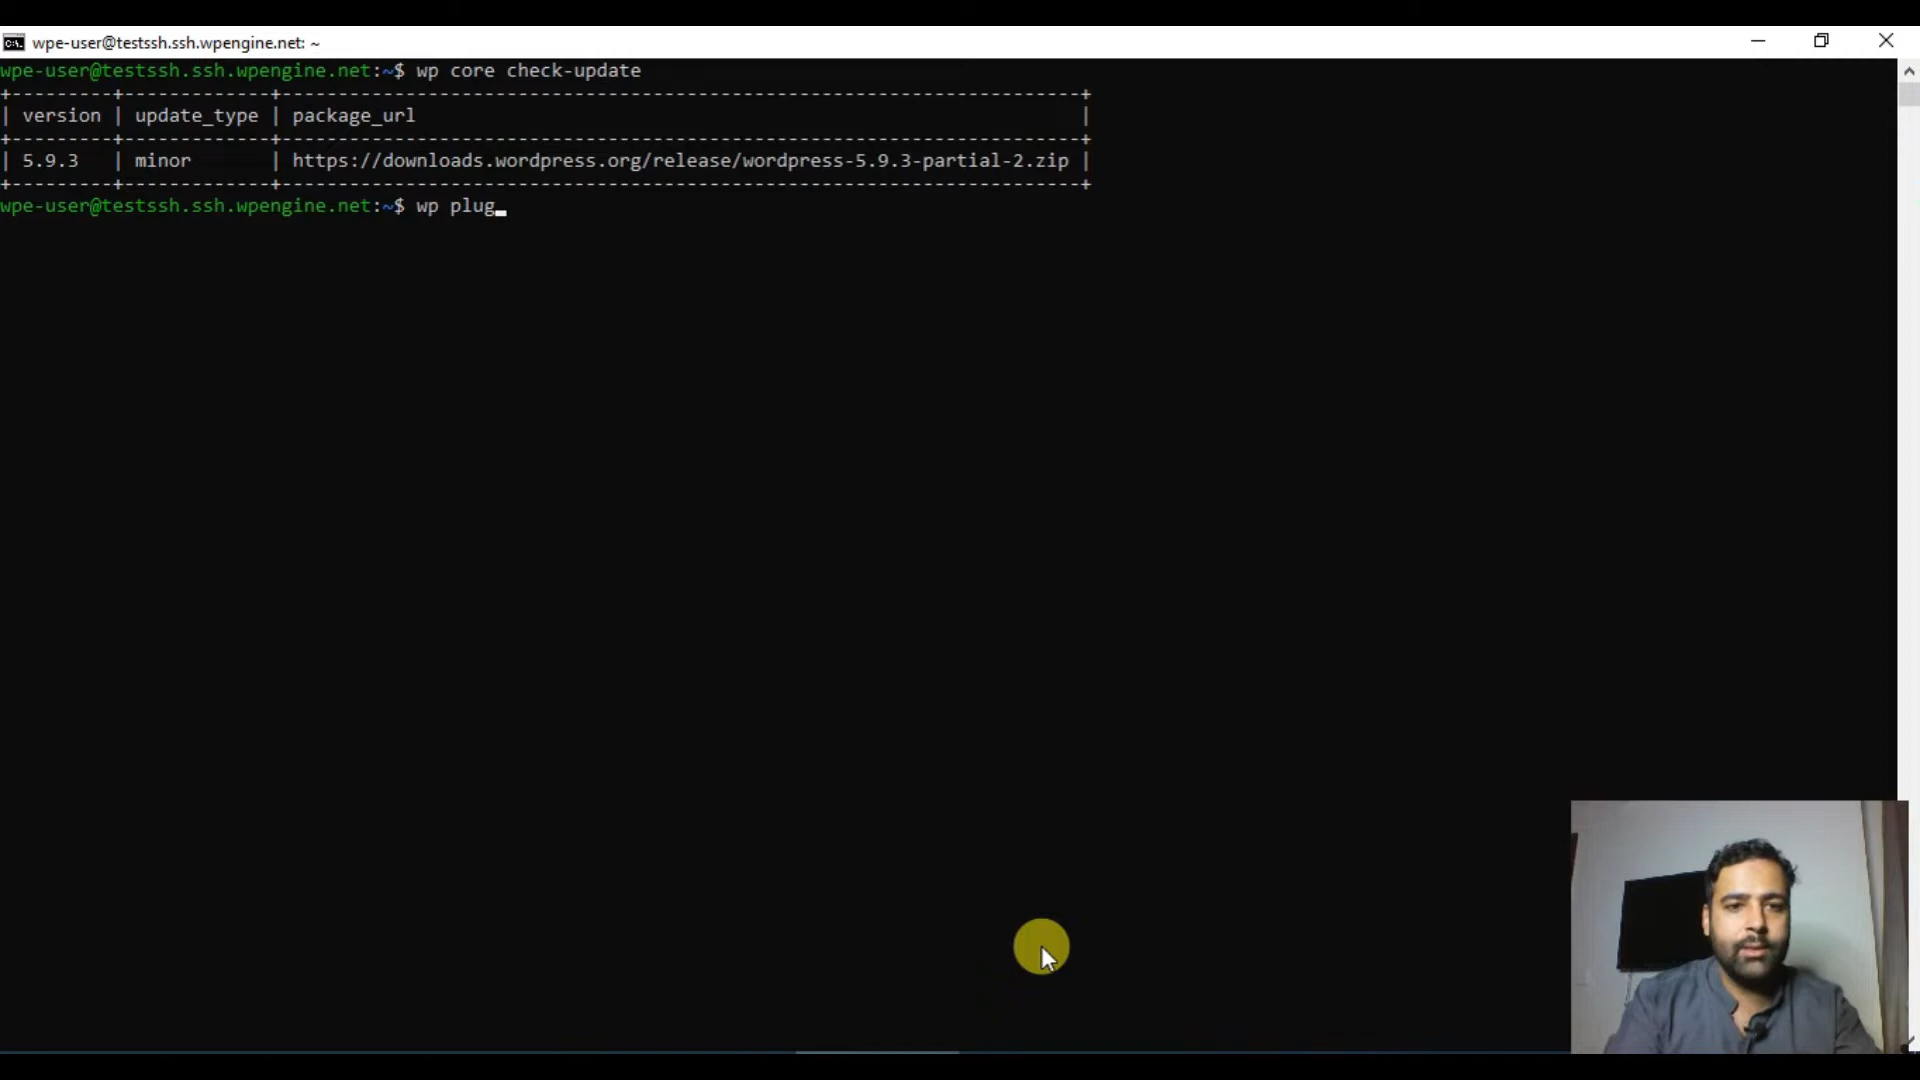 wpe-user@testssh.ssh.wpengine.net: ~
wpe-user@testssh.ssh.wpengine.net:~$ wp core check-update
+---------+-------------+-----------------------------------------------------------------------+
| version | update_type | package_url                                                           |
+---------+-------------+-----------------------------------------------------------------------+
| 5.9.3   | minor       | https://downloads.wordpress.org/release/wordpress-5.9.3-partial-2.zip |
+---------+-------------+-----------------------------------------------------------------------+
wpe-user@testssh.ssh.wpengine.net:~$ wp plug